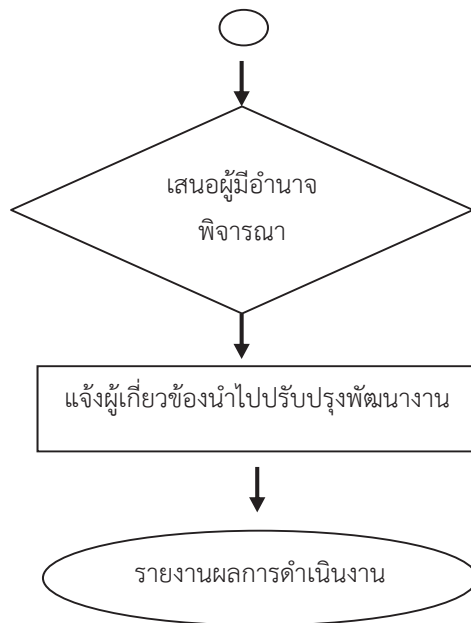 เสนอผู้มีอำนาจ
พิจารณา
แจ้งผู้เกี่ยวข้องนำไปปรับปรุงพัฒนางาน
รายงานผลการดำเนินงาน